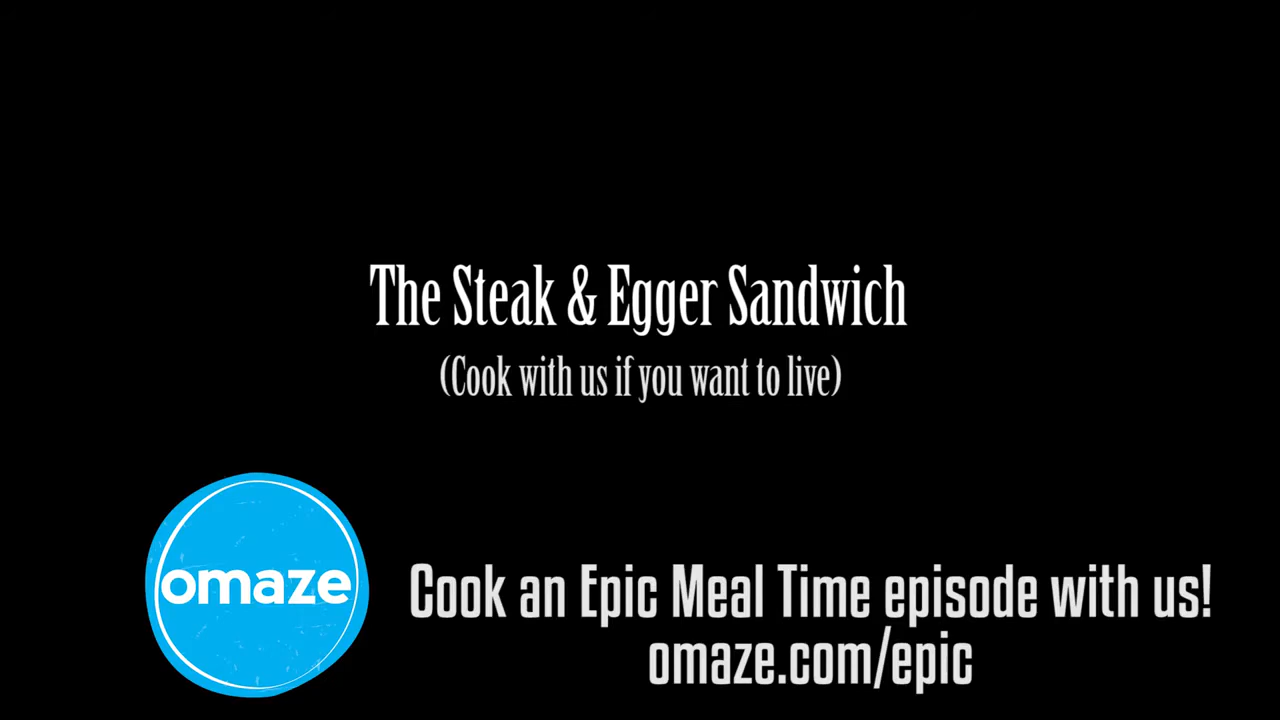 The Steak & Egger Sandwich
(Cook with us if you want to live)
omaze
Cook an Epic Meal Time episode with us!
omaze.com/epic